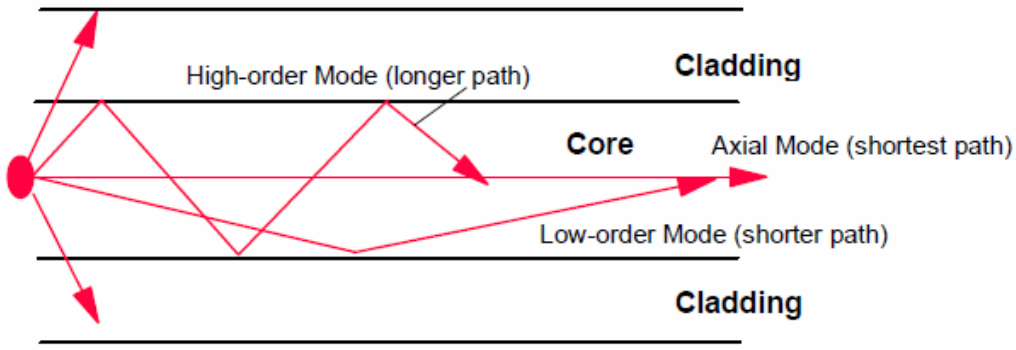 Cladding
High-order Mode (longer path)
Core
Axial Mode (shortest path)
Low-order Mode (shorter path)
Cladding